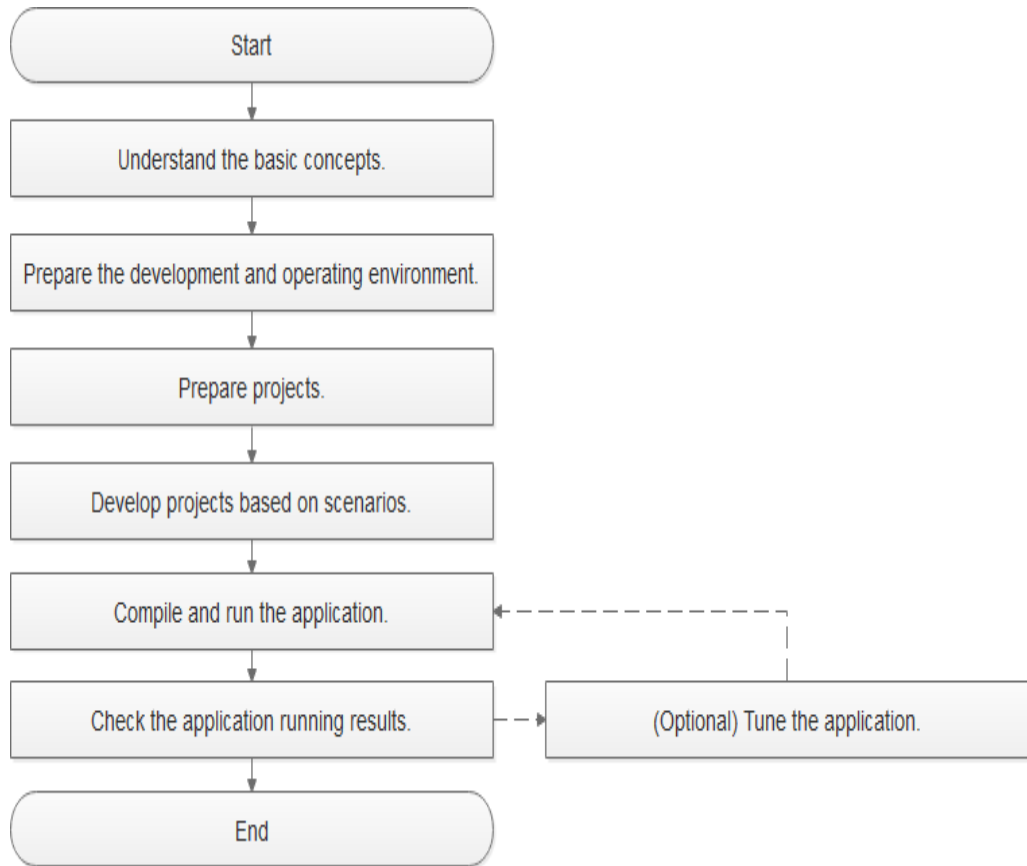 Start
Understand the basic concepts.
Prepare the development and operating environment.
Prepare projects.
Develop projects based on scenarios.
Compile and run the application.
Check the application running results.
(Optional) Tune the application.
End